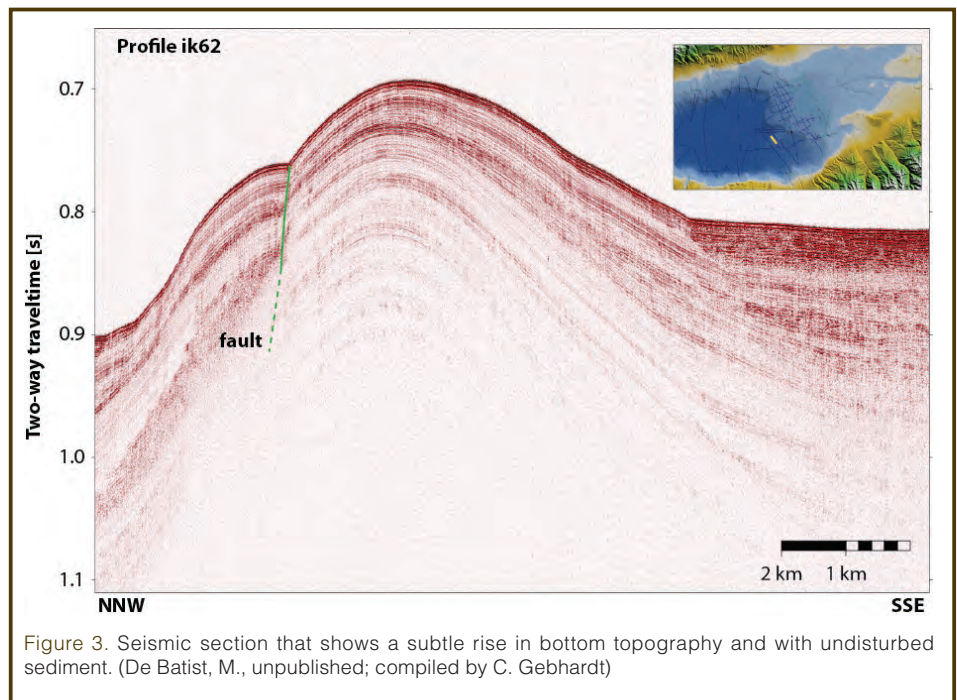 Profile ik62
0.7
0.8
0.9
1.0
1.1
Two-way traveltime [s]
fault
2 km 1 km
NNW SSE
Figure 3. Seismic section that shows a subtle rise in bottom topography and with undisturbed
sediment. (De Batist, M., unpublished; compiled by C. Gebhardt)